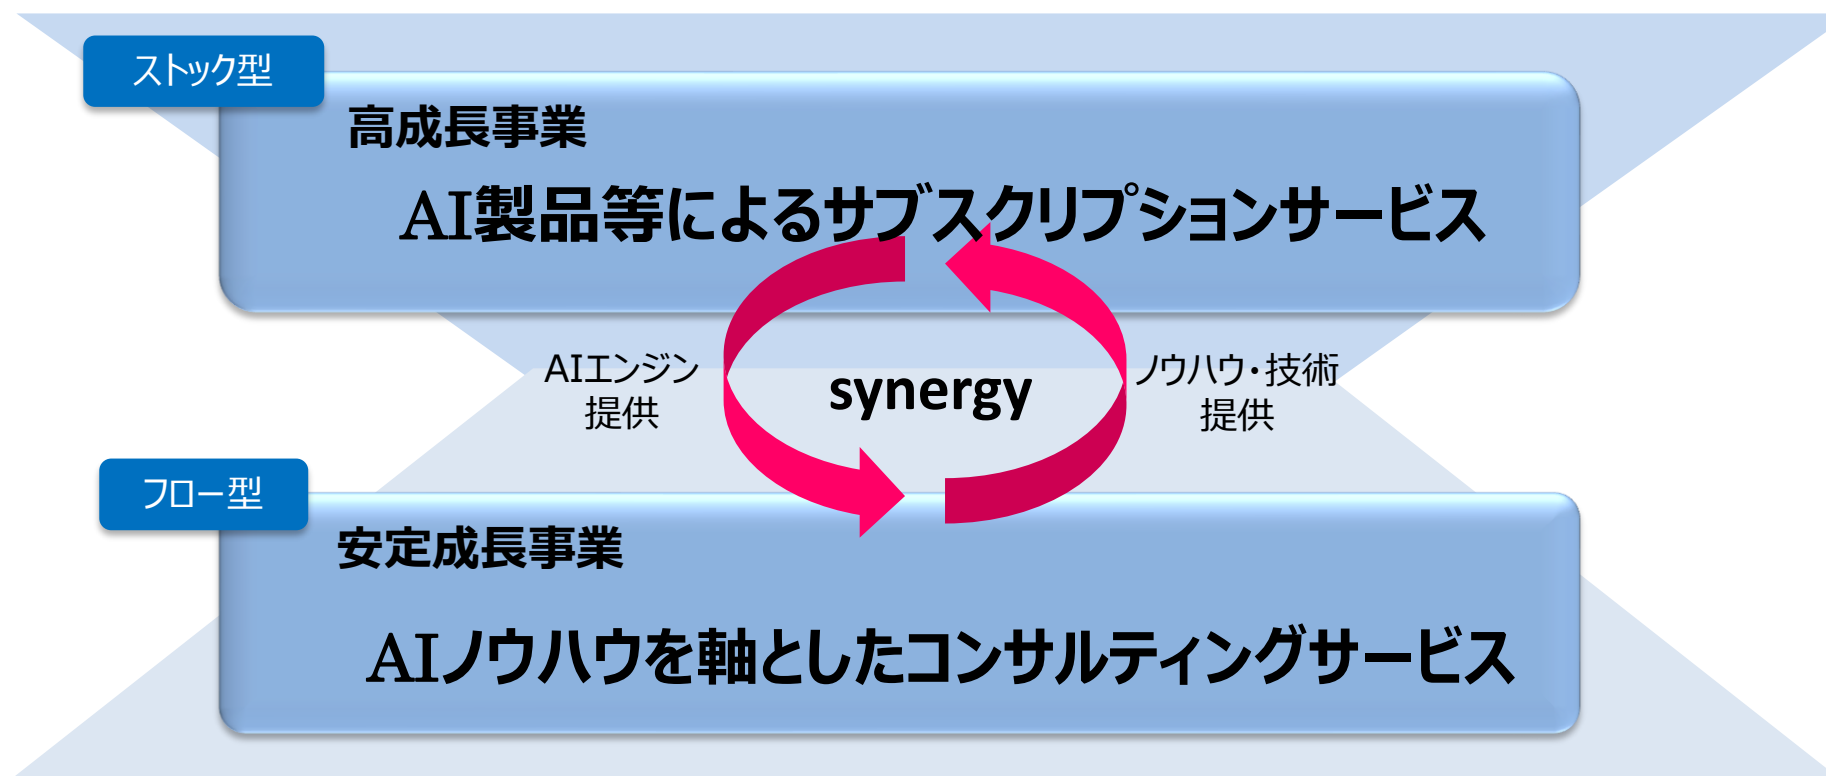 ストック型
高成長事業
AI製品等によるサブスクリプションサービス
AIエンジン
提供
synergy
ノウハウ・技術
提供
フロー型
安定成長事業
AIノウハウを軸としたコンサルティングサービス